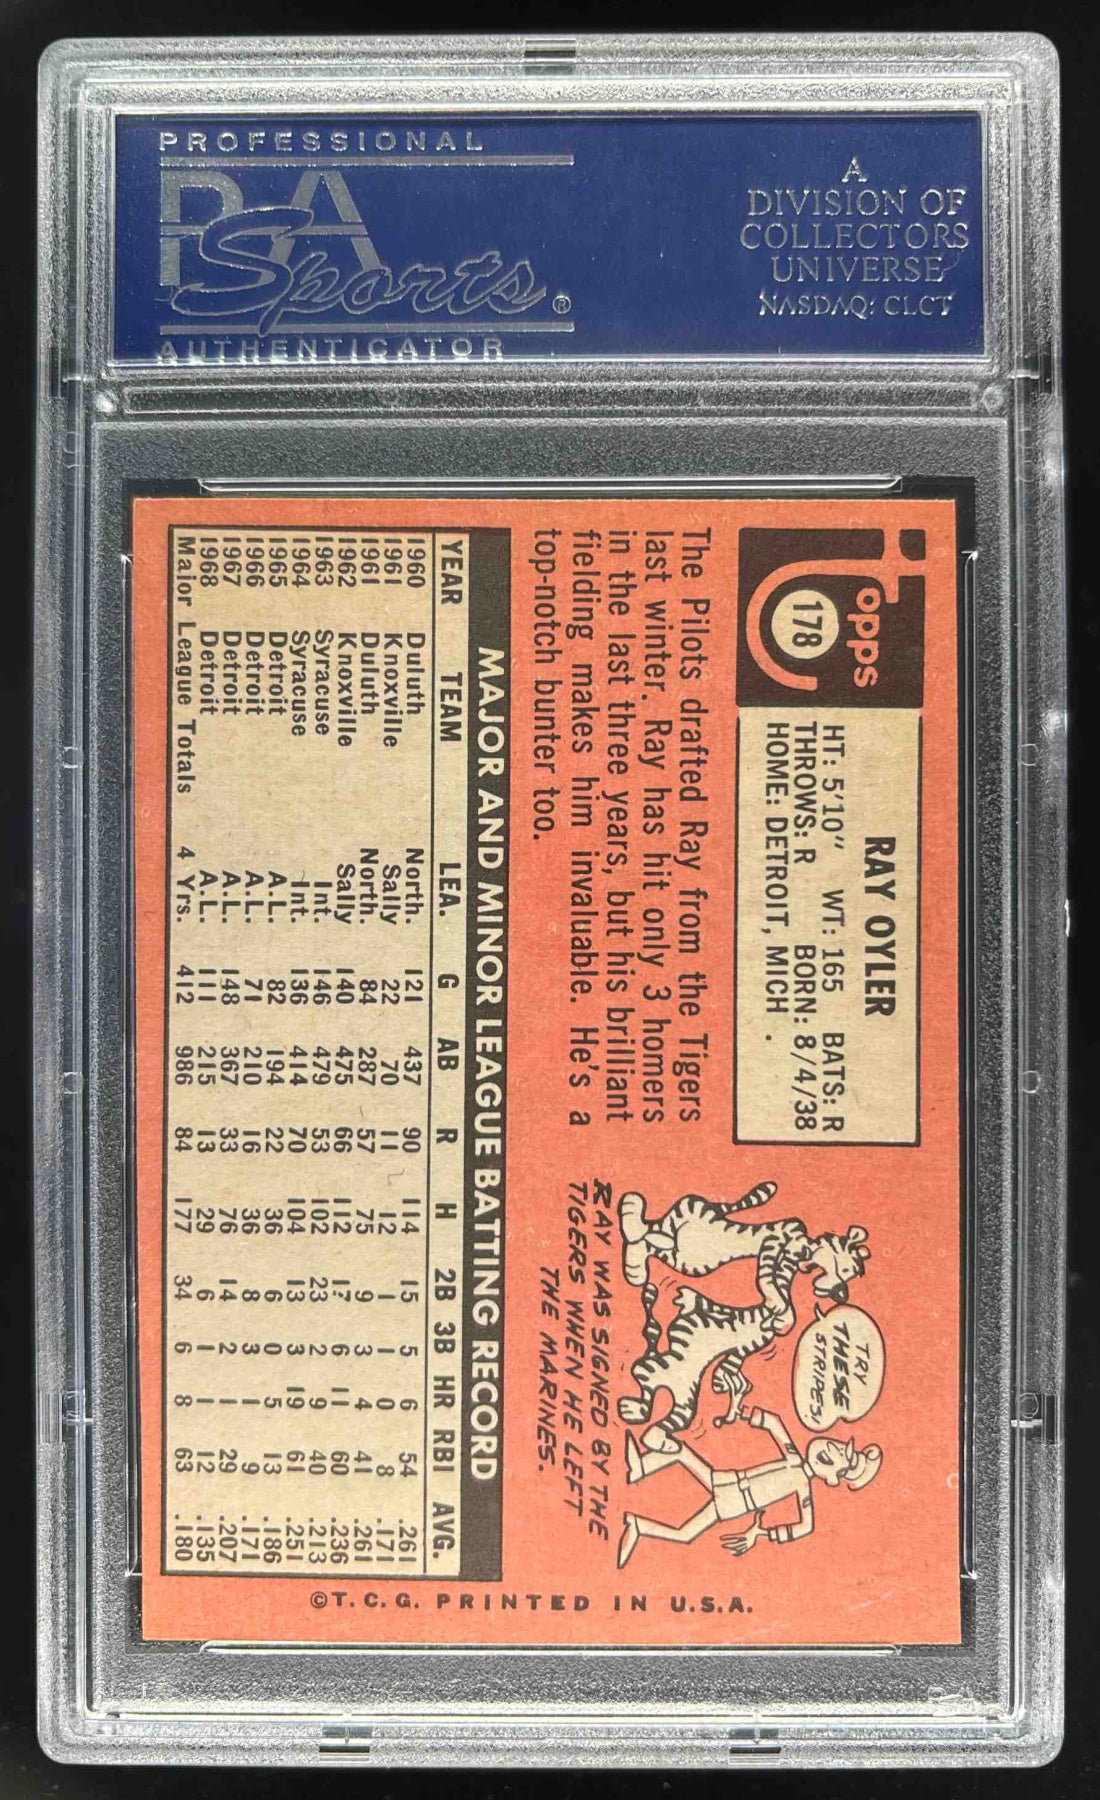 PROFESSIONAL
PSA
Sports®
AUTHENTICATOR
A
DIVISION OF
COLLECTORS
UNIVERSE
NASDAQ: CLCT
Topps
178
RAY OYLER
HT: 5'10" WT: 165 BATS: R
THROWS: R BORN: 8/4/38
HOME: DETROIT, MICH.
The Pilots drafted Ray from the Tigers
last winter. Ray has hit only 3 homers
in the last three years, but his brilliant
fielding makes him invaluable. He's a
top-notch bunter too.
TRY
THESE
STRIPES!
RAY WAS SIGNED BY THE
TIGERS WHEN HE LEFT
THE MARINES.
MAJOR AND MINOR LEAGUE BATTING RECORD
YEAR TEAM LEA. G AB R H 2B 3B HR RBI AVG.
1960 Duluth North. 121 437 90 114 15 5 6 54 .261
1961 Knoxville Sally 22 70 11 12 1 1 0 8 .171
1961 Duluth North. 84 287 57 75 9 3 4 41 .261
1962 Knoxville Sally 140 475 66 112 17 6 11 60 .236
1963 Syracuse Int. 146 479 53 102 23 2 9 40 .213
1964 Syracuse Int. 136 414 70 104 13 3 19 61 .251
1965 Detroit A.L. 82 194 22 36 6 0 5 13 .186
1966 Detroit A.L. 71 210 16 36 8 3 1 9 .171
1967 Detroit A.L. 148 367 33 76 14 2 1 29 .207
1968 Detroit A.L. 111 215 13 29 6 1 1 12 .135
Major League Totals 4 Yrs. 412 986 84 177 34 6 8 63 .180
©T.C.G. PRINTED IN U.S.A.